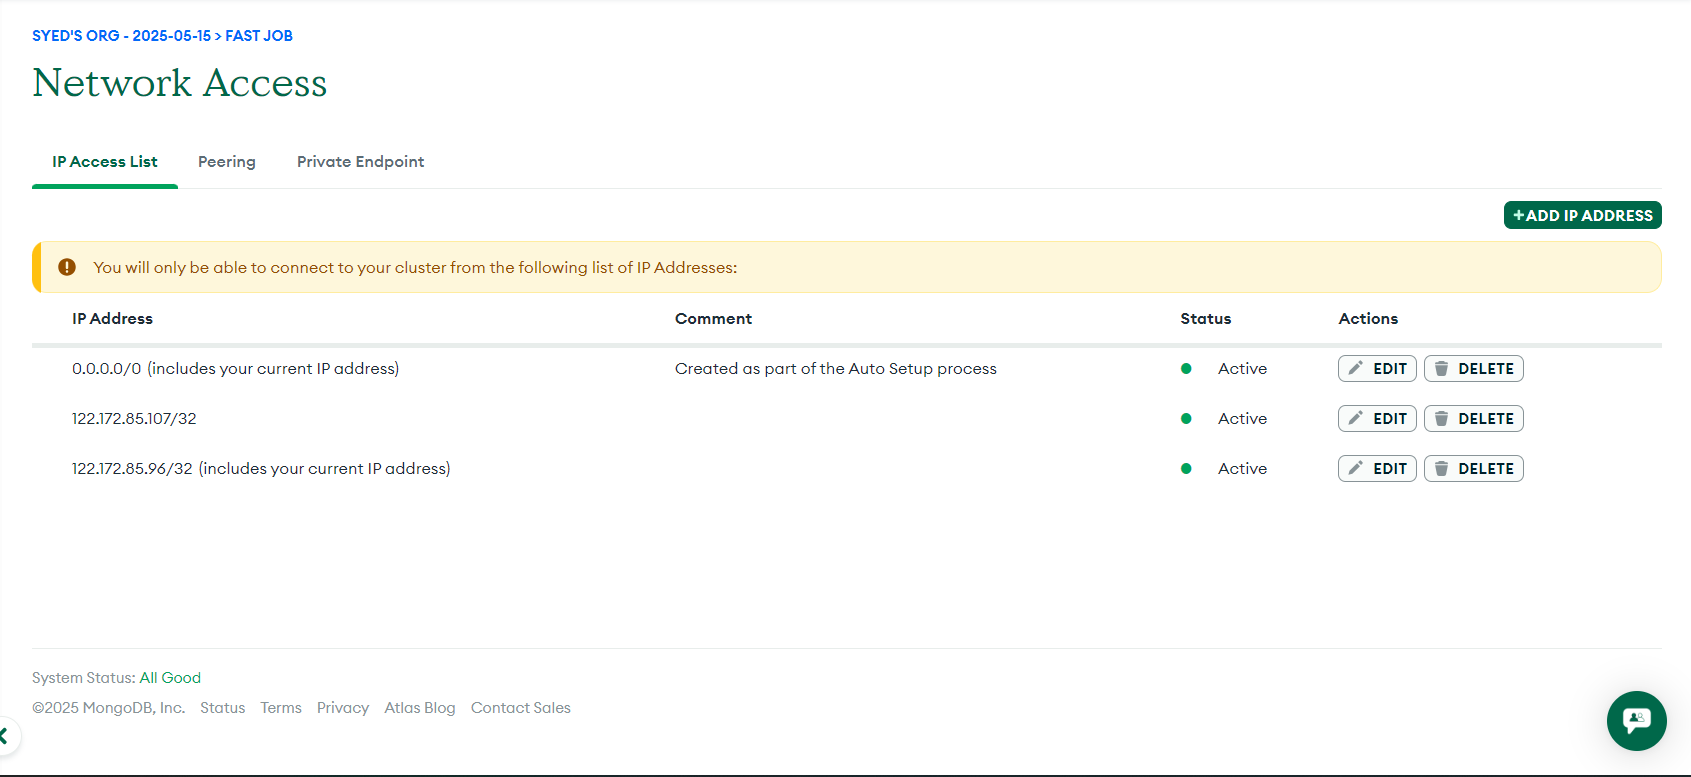 SYED'S ORG - 2025-05-15 > FAST JOB
Network Access
IP Access List Peering Private Endpoint
+ADD IP ADDRESS
You will only be able to connect to your cluster from the following list of IP Addresses:
IP Address Comment Status Actions
0.0.0.0/0 (includes your current IP address) Created as part of the Auto Setup process Active EDIT DELETE
122.172.85.107/32 Active EDIT DELETE
122.172.85.96/32 (includes your current IP address) Active EDIT DELETE
System Status: All Good
©2025 MongoDB, Inc. Status Terms Privacy Atlas Blog Contact Sales